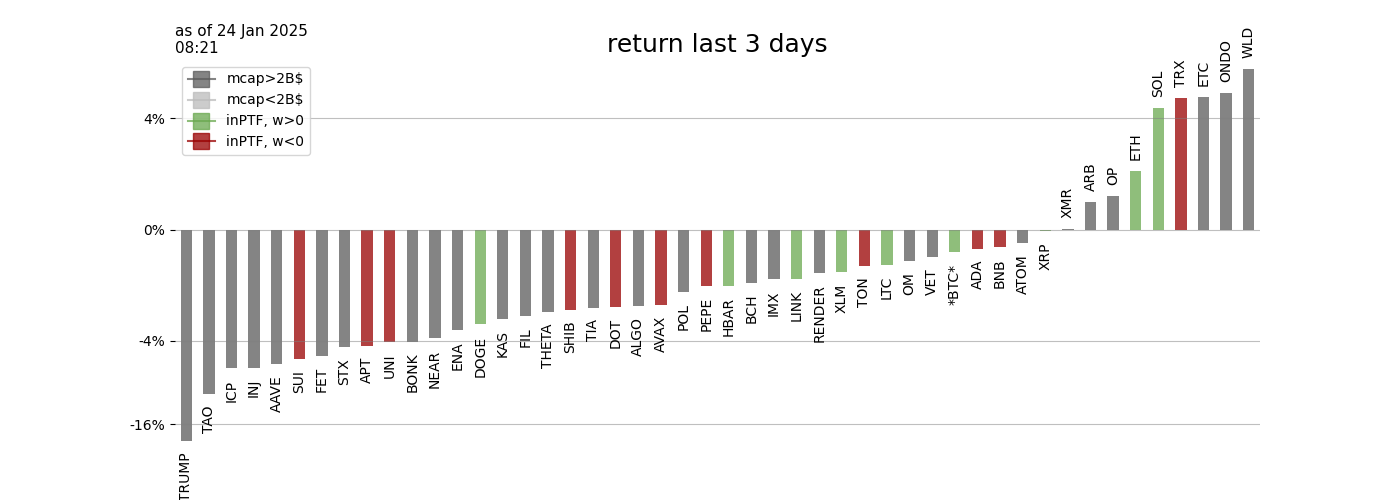 as of 24 Jan 2025
08:21
return last 3 days
mcap>2B$
mcap<2B$
inPTF, w>0
inPTF, w<0
4%
0%
-4%
-16%
TRUMP
TAO
ICP
INJ
AAVE
SUI
FET
STX
APT
UNI
BONK
NEAR
ENA
DOGE
KAS
FIL
THETA
SHIB
TIA
DOT
ALGO
AVAX
POL
PEPE
HBAR
BCH
IMX
LINK
RENDER
XLM
TON
LTC
OM
VET
*BTC*
ADA
BNB
ATOM
XRP
XMR
ARB
OP
ETH
SOL
TRX
ETC
ONDO
WLD